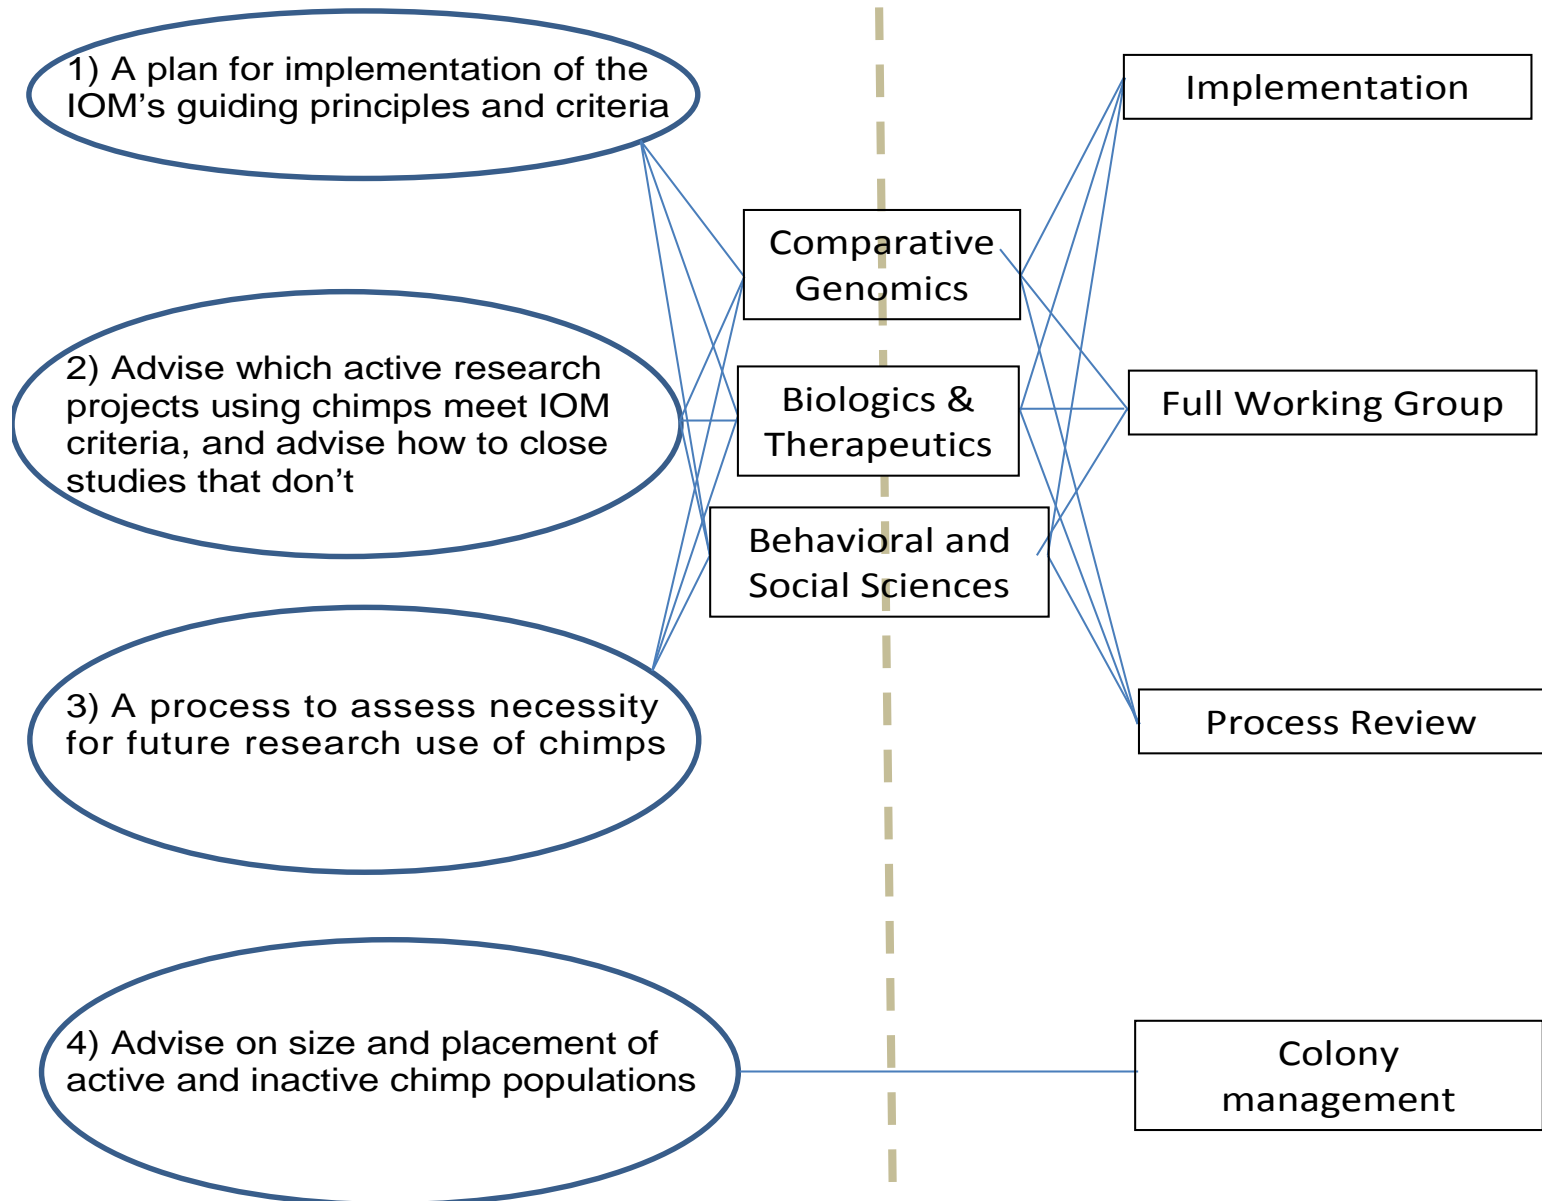 1) A plan for implementation of the
IOM's guiding principles and criteria
Implementation
Comparative
Genomics
2) Advise which active research
projects using chimps meet IOM
criteria, and advise how to close
studies that don't
Biologics &
Therapeutics
Full Working Group
Behavioral and
Social Sciences
3) A process to assess necessity
for future research use of chimps
Process Review
4) Advise on size and placement of
active and inactive chimp populations
Colony
management